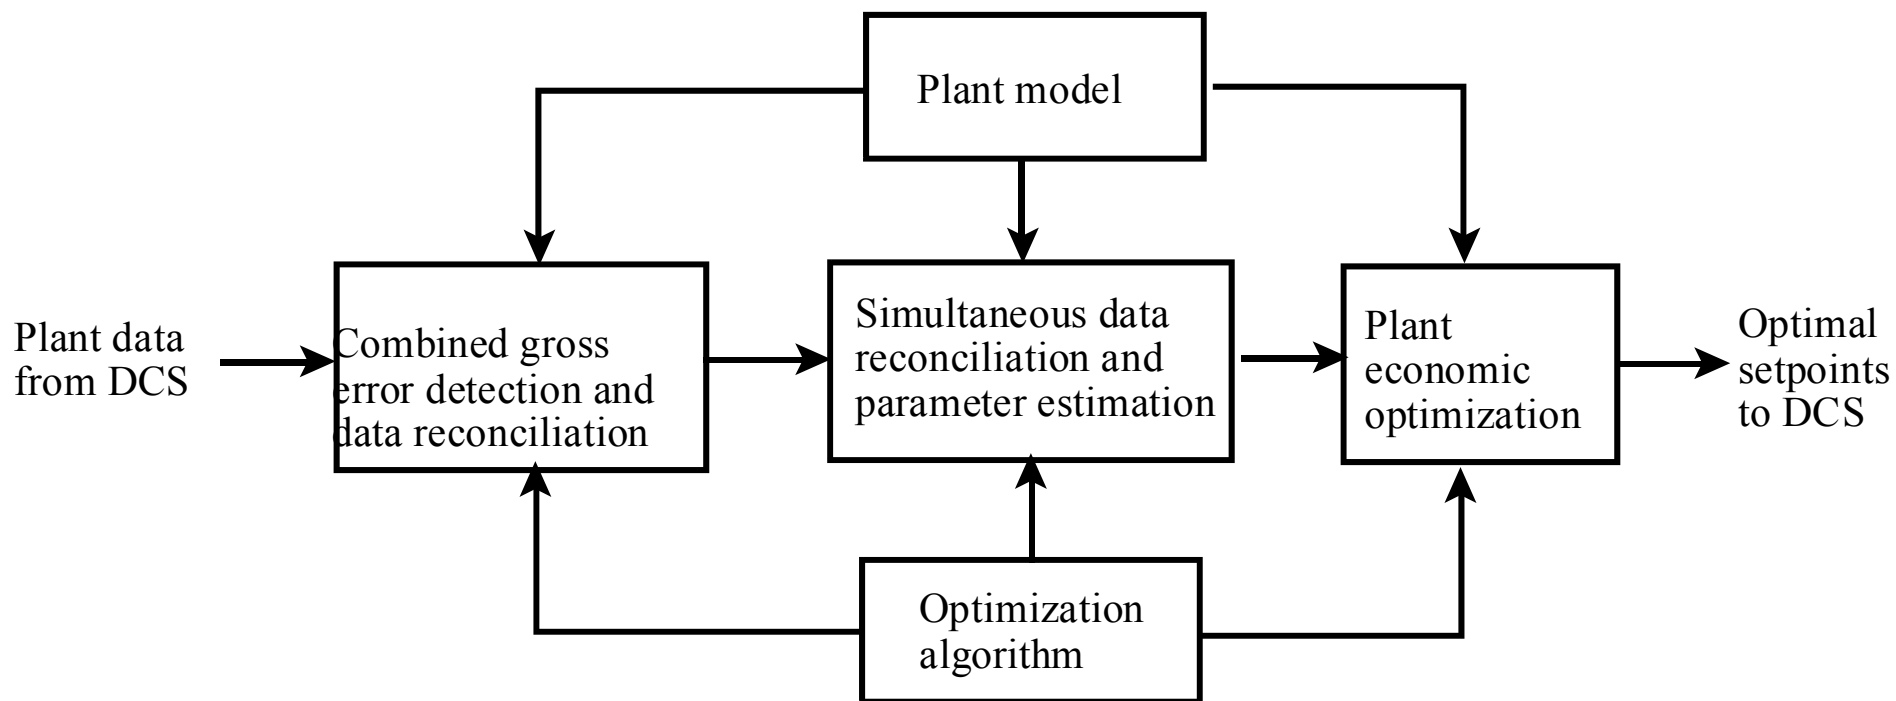 Plant model
Plant data
from DCS
Combined gross
error detection and
data reconciliation
Simultaneous data
reconciliation and
parameter estimation
Plant
economic
optimization
Optimal
setpoints
to DCS
Optimization
algorithm